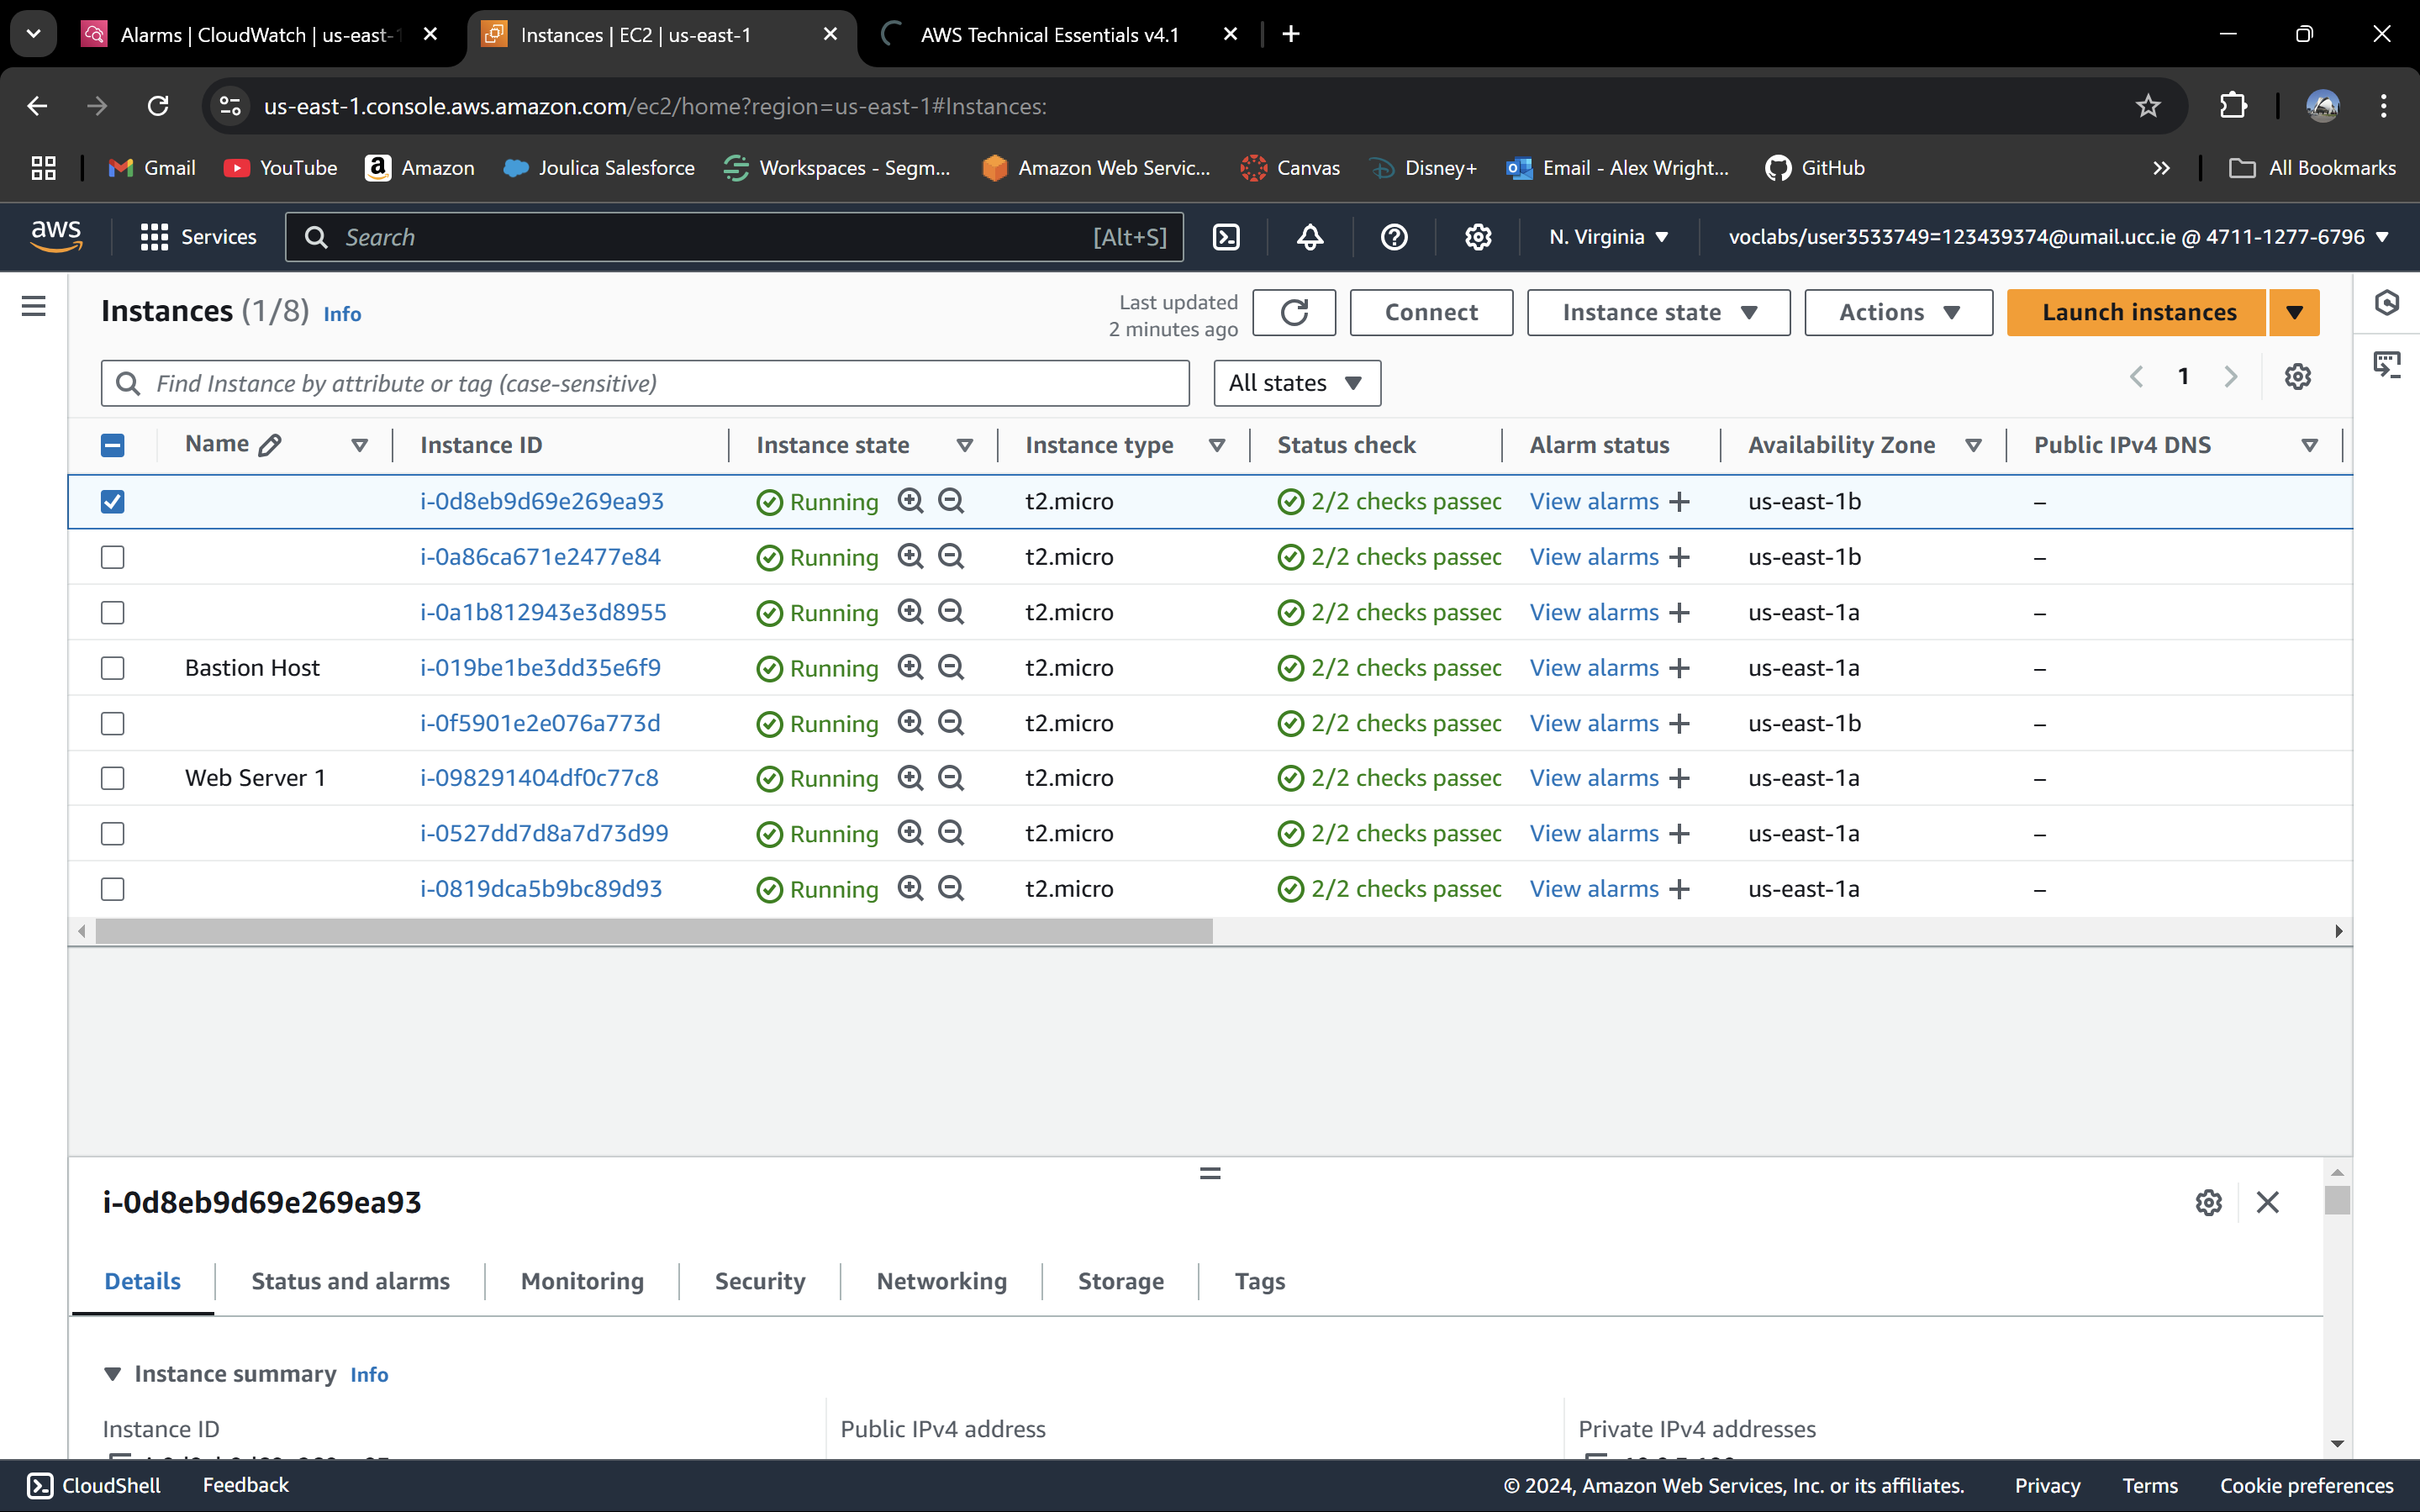 Alarms | CloudWatch | us-east-1
Instances | EC2 | us-east-1
AWS Technical Essentials v4.1
us-east-1.console.aws.amazon.com/ec2/home?region=us-east-1#Instances:
Gmail YouTube Amazon Joulica Salesforce Workspaces - Segm... Amazon Web Servic... Canvas Disney+ Email - Alex Wright... GitHub » All Bookmarks
aws Services Search [Alt+S] N. Virginia voclabs/user3533749=123439374@umail.ucc.ie @ 4711-1277-6796
Instances (1/8) Info Last updated 2 minutes ago Connect Instance state Actions Launch instances
Find Instance by attribute or tag (case-sensitive) All states 1
Name Instance ID Instance state Instance type Status check Alarm status Availability Zone Public IPv4 DNS
i-0d8eb9d69e269ea93 Running t2.micro 2/2 checks passec View alarms + us-east-1b –
i-0a86ca671e2477e84 Running t2.micro 2/2 checks passec View alarms + us-east-1b –
i-0a1b812943e3d8955 Running t2.micro 2/2 checks passec View alarms + us-east-1a –
Bastion Host i-019be1be3dd35e6f9 Running t2.micro 2/2 checks passec View alarms + us-east-1a –
i-0f5901e2e076a773d Running t2.micro 2/2 checks passec View alarms + us-east-1b –
Web Server 1 i-098291404df0c77c8 Running t2.micro 2/2 checks passec View alarms + us-east-1a –
i-0527dd7d8a7d73d99 Running t2.micro 2/2 checks passec View alarms + us-east-1a –
i-0819dca5b9bc89d93 Running t2.micro 2/2 checks passec View alarms + us-east-1a –
i-0d8eb9d69e269ea93
Details Status and alarms Monitoring Security Networking Storage Tags
Instance summary Info
Instance ID Public IPv4 address Private IPv4 addresses
CloudShell Feedback © 2024, Amazon Web Services, Inc. or its affiliates. Privacy Terms Cookie preferences